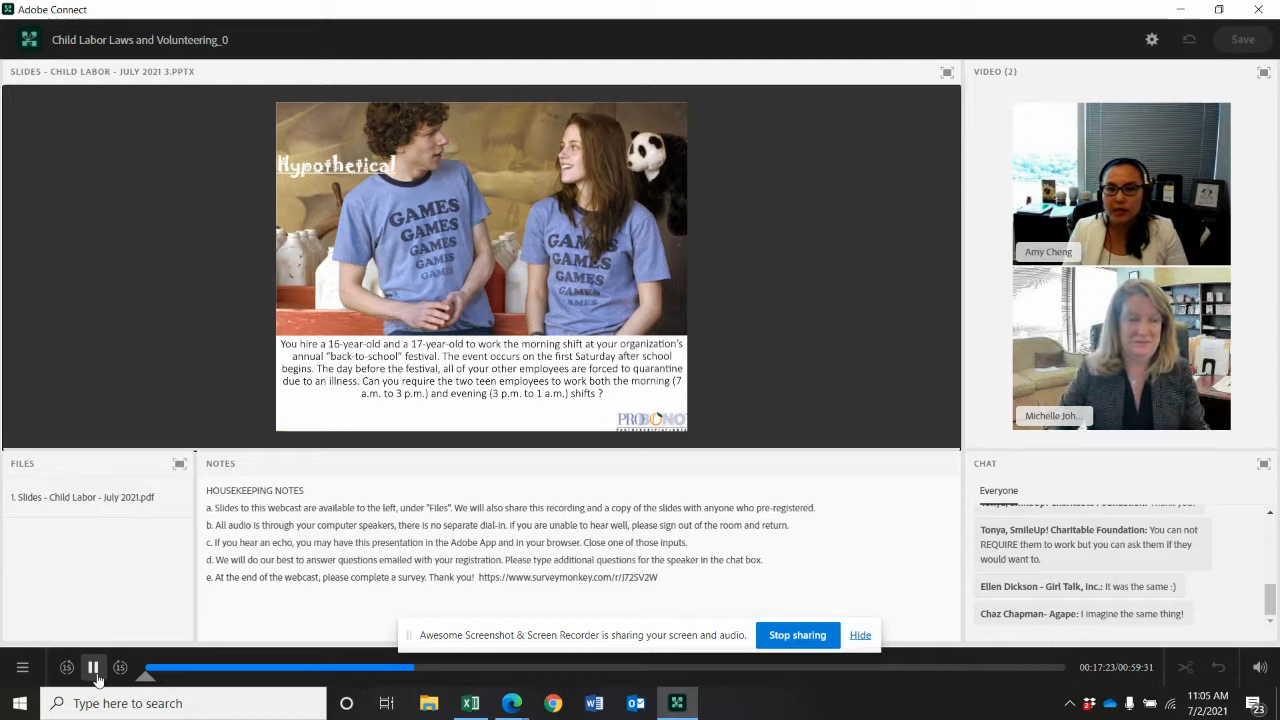 Adobe Connect
Child Labor Laws and Volunteering_0
Save
SLIDES - CHILD LABOR - JULY 2021 3.PPTX
VIDEO (2)
Hypothetical
GAMES
GAMES
GAMES
GAMES
GAMES
GAMES
GAMES
GAMES
GAMES
GAMES
You hire a 16-year-old and a 17-year-old to work the morning shift at your organization's
annual "back-to-school" festival. The event occurs on the first Saturday after school
begins. The day before the festival, all of your other employees are forced to quarantine
due to an illness. Can you require the two teen employees to work both the morning (7
a.m. to 3 p.m.) and evening (3 p.m. to 1 a.m.) shifts ?
PRO BONO
Amy Cheng
Michelle Joh...
FILES
1. Slides - Child Labor - July 2021.pdf
NOTES
HOUSEKEEPING NOTES
a. Slides to this webcast are available to the left, under "Files". We will also share this recording and a copy of the slides with anyone who pre-registered.
b. All audio is through your computer speakers, there is no separate dial-in. If you are unable to hear well, please sign out of the room and return.
c. If you hear an echo, you may have this presentation in the Adobe App and in your browser. Close one of those inputs.
d. We will do our best to answer questions emailed with your registration. Please type additional questions for the speaker in the chat box.
e. At the end of the webcast, please complete a survey. Thank you! https://www.surveymonkey.com/r/J72SV2W
CHAT
Everyone
Tonya, SmileUp! Charitable Foundation: You can not
REQUIRE them to work but you can ask them if they
would want to.
Ellen Dickson - Girl Talk, Inc.: It was the same :)
Chaz Chapman- Agape: I imagine the same thing!
Awesome Screenshot & Screen Recorder is sharing your screen and audio.
Stop sharing
Hide
15
15
00:17:23/00:59:31
Type here to search
11:05 AM
7/2/2021
23